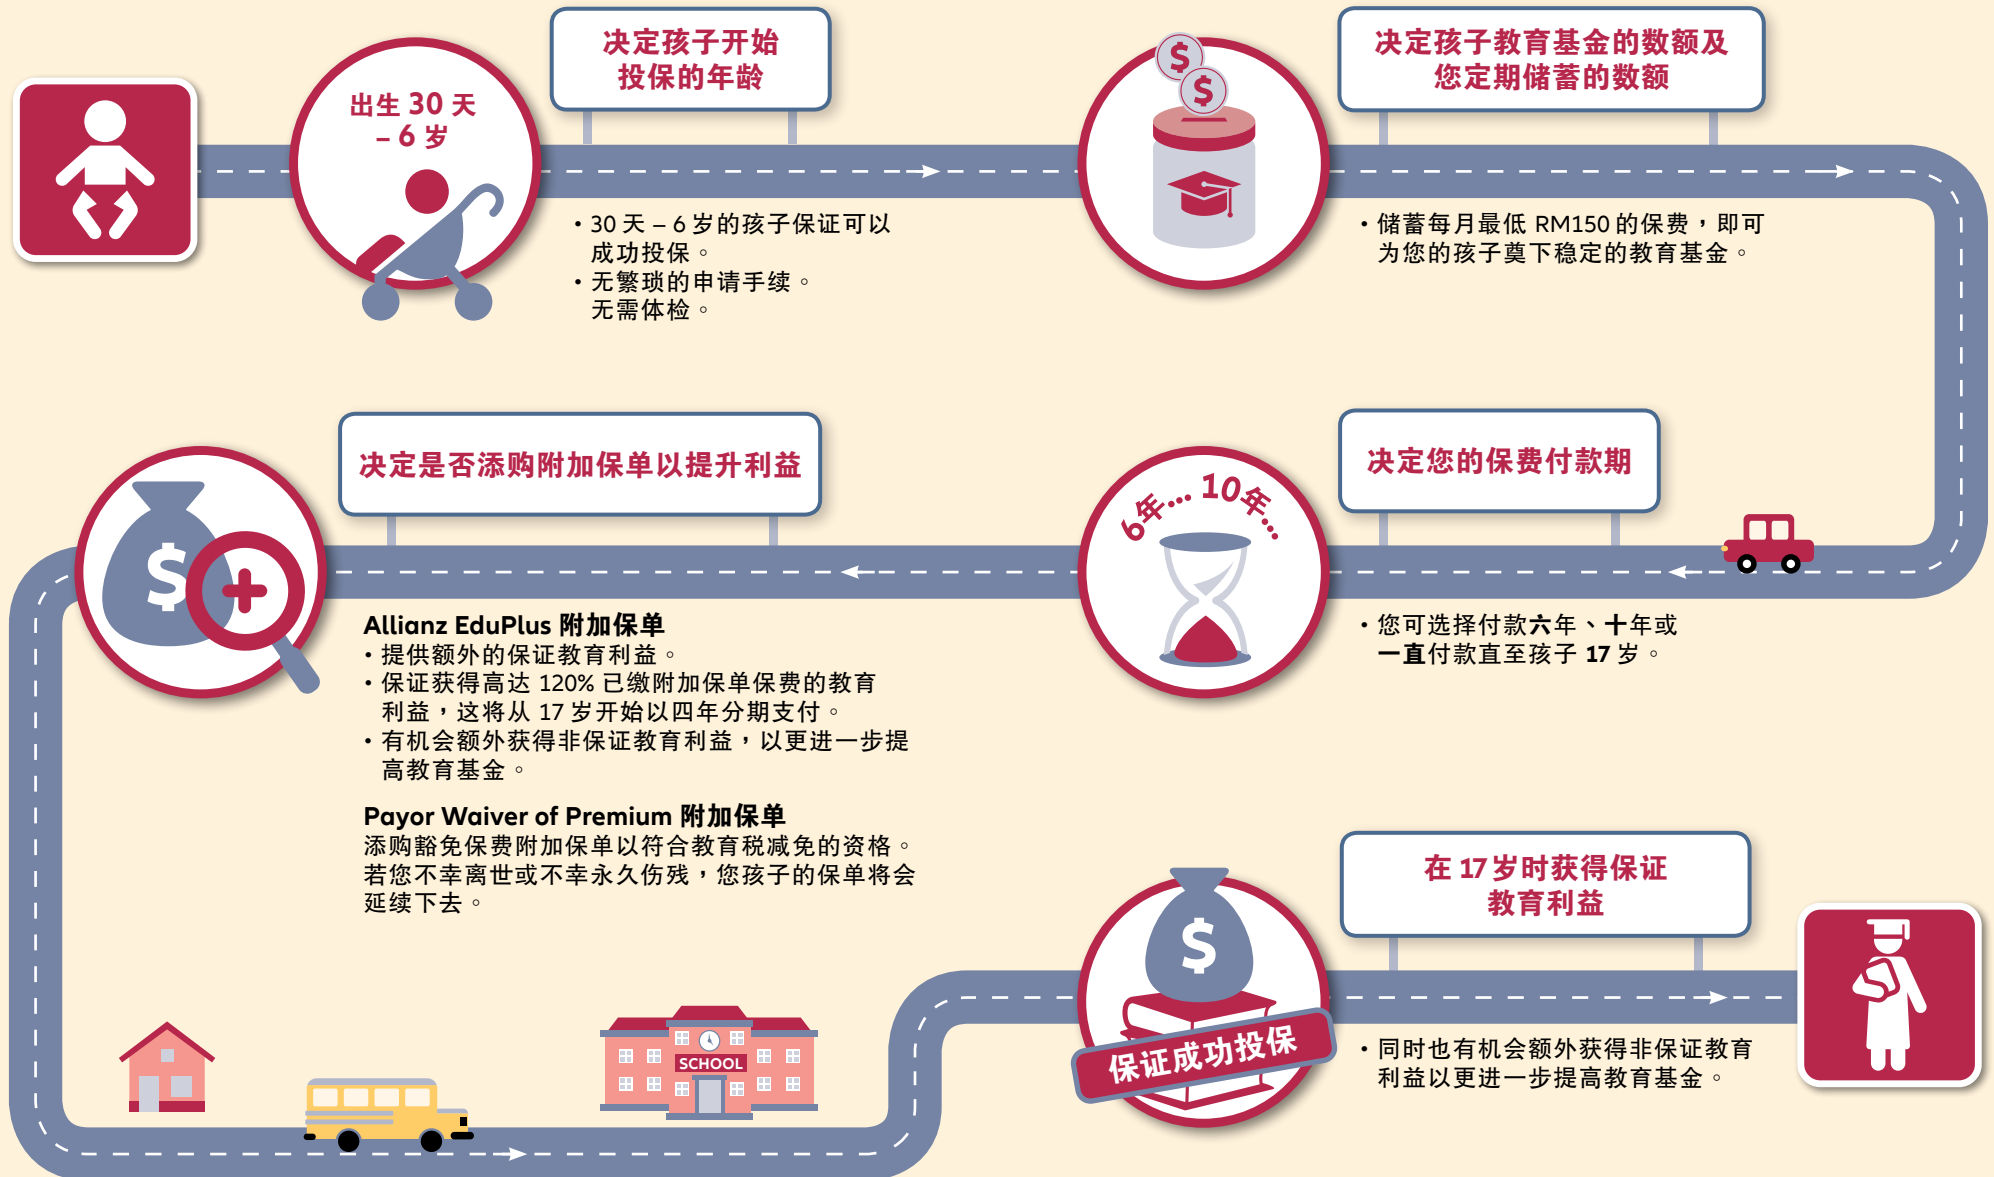 决定孩子开始
投保的年龄
出生 30 天
– 6 岁
• 30 天 – 6 岁的孩子保证可以
成功投保。
• 无繁琐的申请手续。
无需体检。
决定孩子教育基金的数额及
您定期储蓄的数额
$
$
• 储蓄每月最低 RM150 的保费，即可
为您的孩子奠下稳定的教育基金。
决定您的保费付款期
6年... 10年...
• 您可选择付款六年、十年或
一直付款直至孩子 17 岁。
决定是否添购附加保单以提升利益
$
Allianz EduPlus 附加保单
• 提供额外的保证教育利益。
• 保证获得高达 120% 已缴附加保单保费的教育
利益，这将从 17 岁开始以四年分期支付。
• 有机会额外获得非保证教育利益，以更进一步提
高教育基金。
Payor Waiver of Premium 附加保单
添购豁免保费附加保单以符合教育税减免的资格。
若您不幸离世或不幸永久伤残，您孩子的保单将会
延续下去。
SCHOOL
$
保证成功投保
在 17 岁时获得保证
教育利益
• 同时也有机会额外获得非保证教育
利益以更进一步提高教育基金。